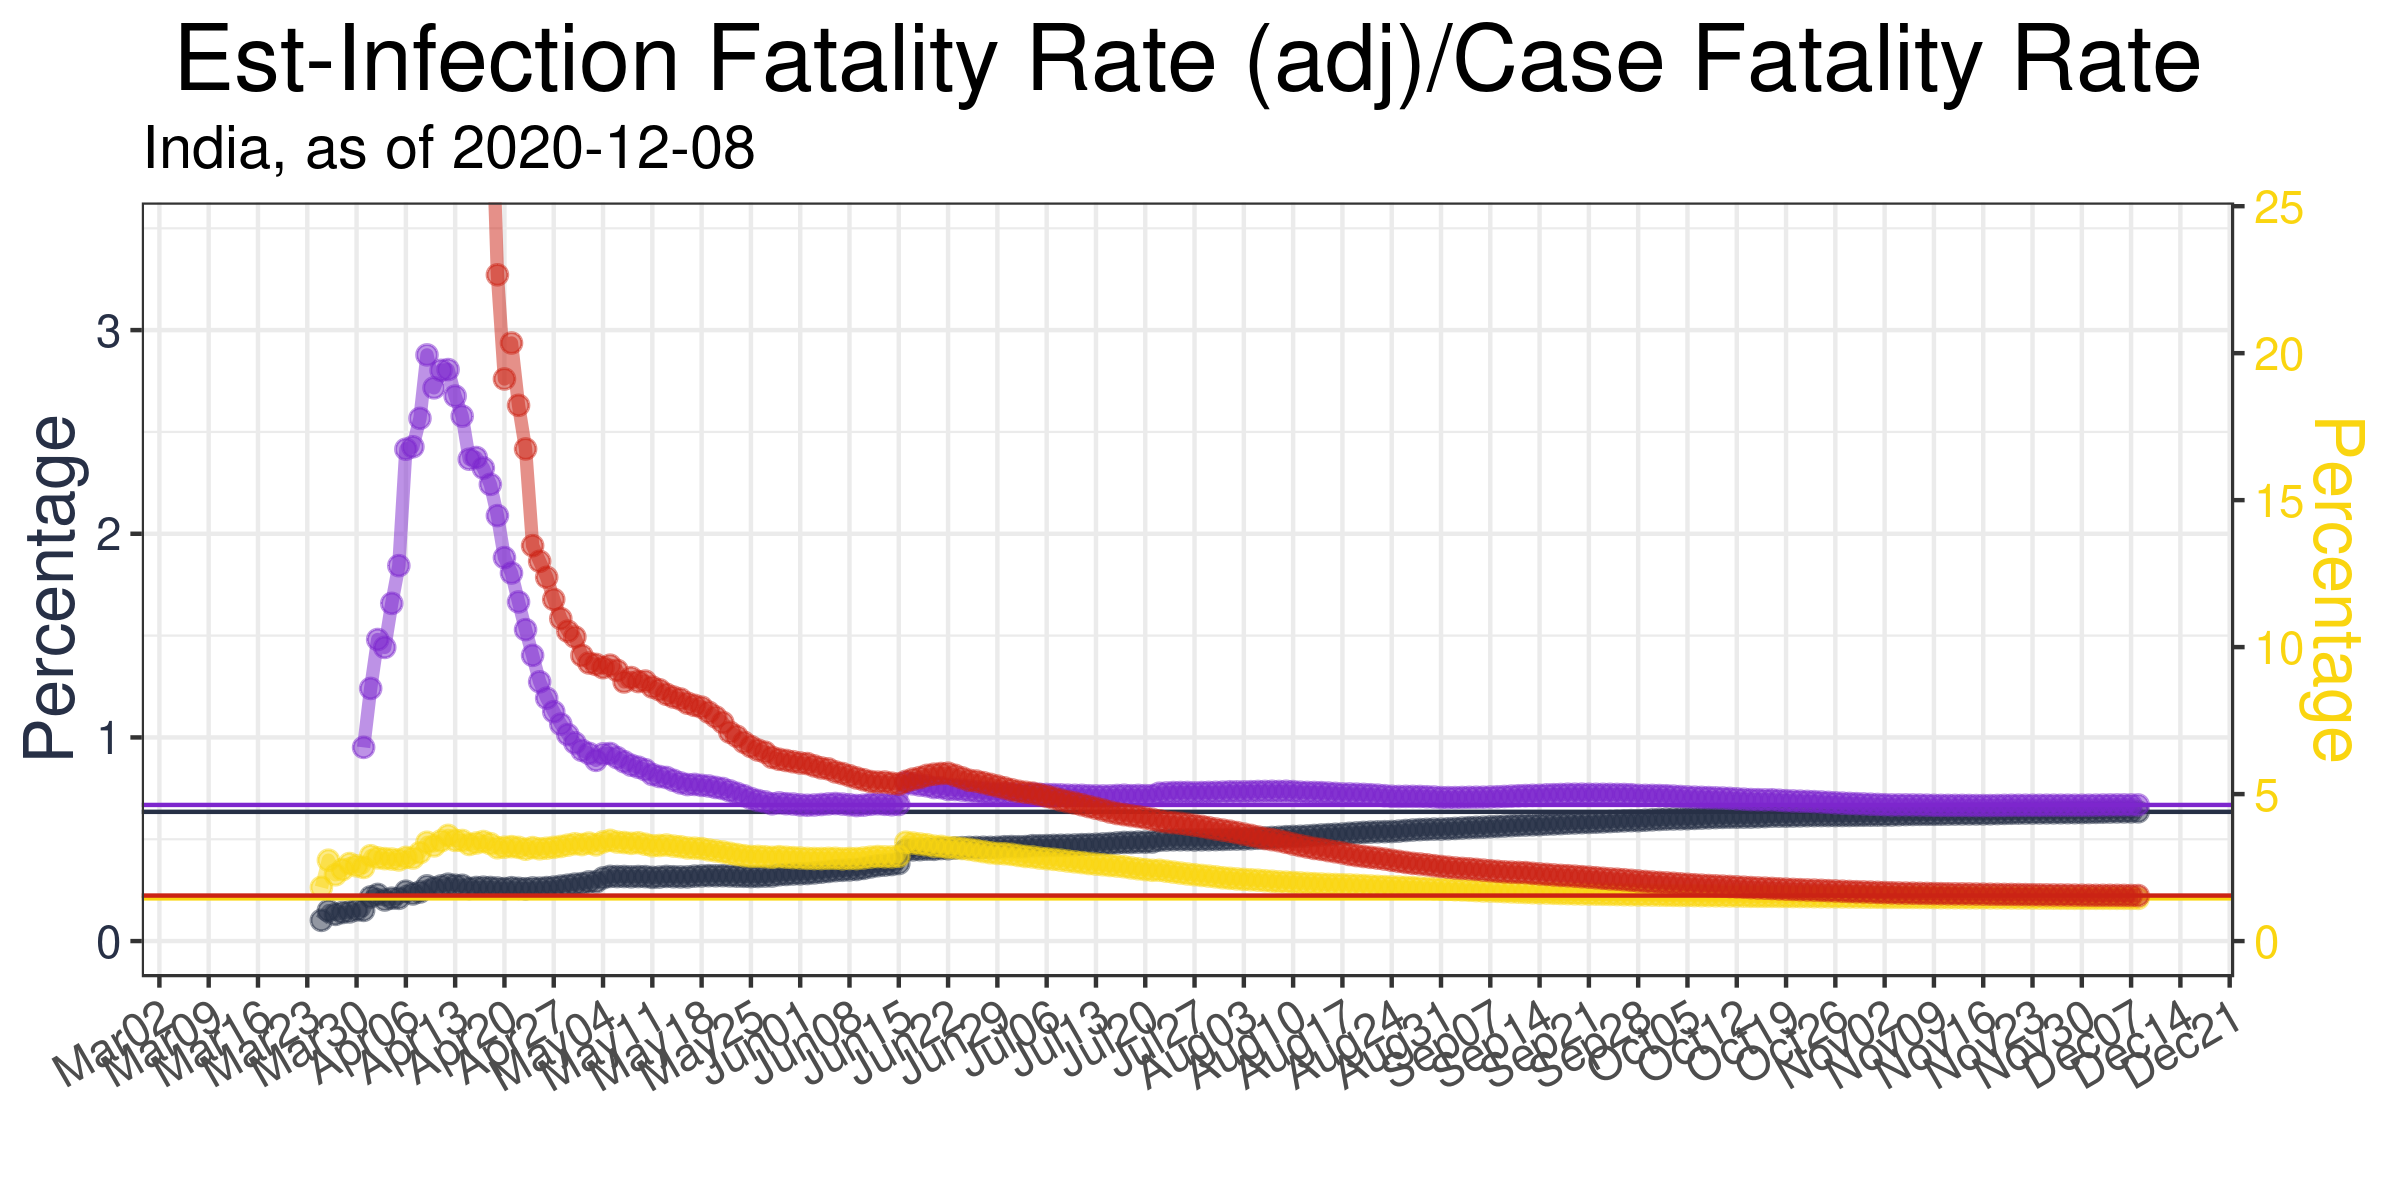 Est-Infection Fatality Rate (adj)/Case Fatality Rate
India, as of 2020-12-08
Percentage
3
2
1
0
25
20
15
10
5
0
Percentage
Mar02
Mar09
Mar16
Mar23
Mar30
Apr06
Apr13
Apr20
Apr27
May04
May11
May18
May25
Jun01
Jun08
Jun15
Jun22
Jun29
Jul06
Jul13
Jul20
Jul27
Aug03
Aug10
Aug17
Aug24
Aug31
Sep07
Sep14
Sep21
Sep28
Oct05
Oct12
Oct19
Oct26
Nov02
Nov09
Nov16
Nov23
Nov30
Dec07
Dec14
Dec21